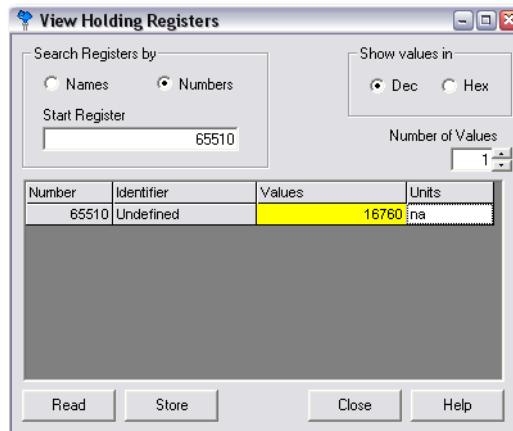 View Holding Registers
Search Registers by
Names
Numbers
Start Register
65510
Show values in
Dec
Hex
Number of Values
1
Number Identifier Values Units
65510 Undefined 16760 na
Read Store Close Help